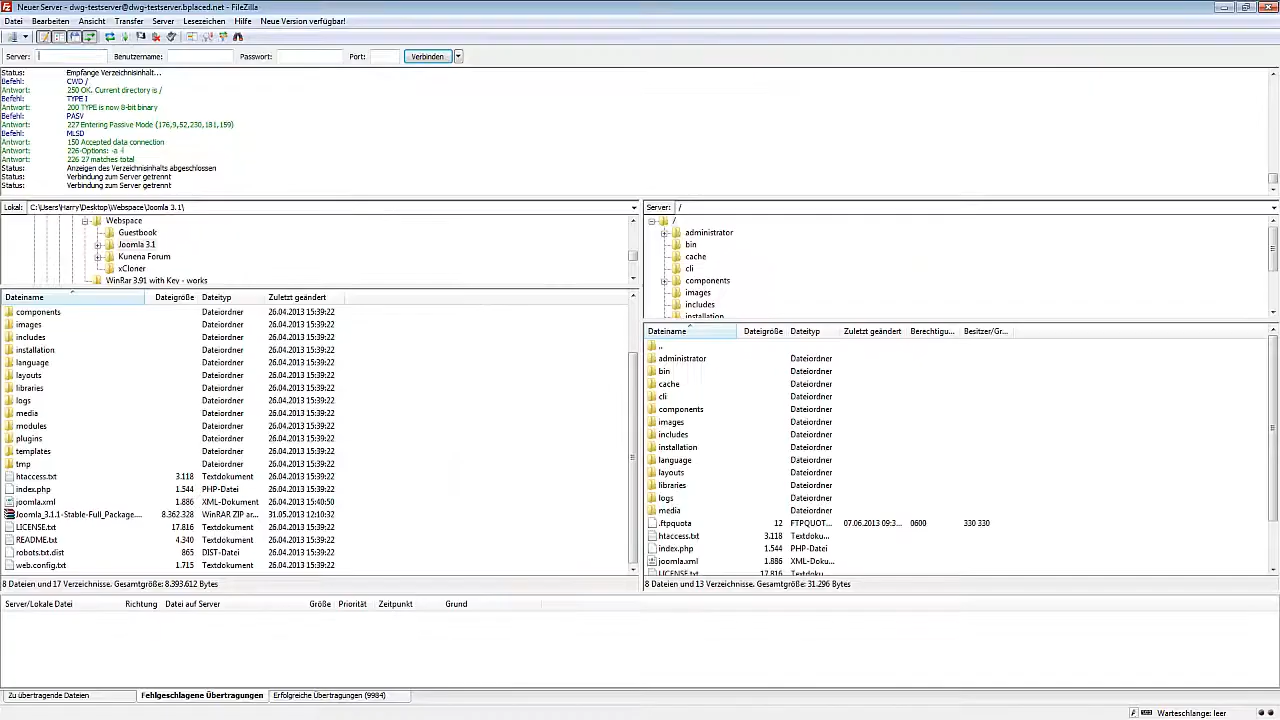 Neuer Server - dwg-testserver@dwg-testserver.bplaced.net - FileZilla
Datei Bearbeiten Ansicht Transfer Server Lesezeichen Hilfe Neue Version verfügbar!
Server: Benutzername: Passwort: Port: Verbinden
Status: Empfange Verzeichnisinhalt...
Befehl: CWD /
Antwort: 250 OK. Current directory is /
Befehl: TYPE I
Antwort: 200 TYPE is now 8-bit binary
Befehl: PASV
Antwort: 227 Entering Passive Mode (176,9,52,230,181,159)
Befehl: MLSD
Antwort: 150 Accepted data connection
Antwort: 226-Options: -a -l
Antwort: 226 27 matches total
Status: Anzeigen des Verzeichnisinhalts abgeschlossen
Status: Verbindung zum Server getrennt
Status: Verbindung zum Server getrennt
Lokal: C:\Users\Harry\Desktop\Webspace\Joomla 3.1\
Webspace
Guestbook
Joomla 3.1
Kunena Forum
xCloner
WinRar 3.91 with Key - works
Dateiname Dateigröße Dateityp Zuletzt geändert
components Dateiordner 26.04.2013 15:39:22
images Dateiordner 26.04.2013 15:39:22
includes Dateiordner 26.04.2013 15:39:22
installation Dateiordner 26.04.2013 15:39:22
language Dateiordner 26.04.2013 15:39:22
layouts Dateiordner 26.04.2013 15:39:22
libraries Dateiordner 26.04.2013 15:39:22
logs Dateiordner 26.04.2013 15:39:22
media Dateiordner 26.04.2013 15:39:22
modules Dateiordner 26.04.2013 15:39:22
plugins Dateiordner 26.04.2013 15:39:22
templates Dateiordner 26.04.2013 15:39:22
tmp Dateiordner 26.04.2013 15:39:22
htaccess.txt 3.118 Textdokument 26.04.2013 15:39:22
index.php 1.544 PHP-Datei 26.04.2013 15:39:22
joomla.xml 1.886 XML-Dokument 26.04.2013 15:40:50
Joomla_3.1.1-Stable-Full_Package.... 8.362.328 WinRAR ZIP ar... 31.05.2013 12:10:32
LICENSE.txt 17.816 Textdokument 26.04.2013 15:39:22
README.txt 4.340 Textdokument 26.04.2013 15:39:22
robots.txt.dist 865 DIST-Datei 26.04.2013 15:39:22
web.config.txt 1.715 Textdokument 26.04.2013 15:39:22
8 Dateien und 17 Verzeichnisse. Gesamtgröße: 8.393.612 Bytes
Server: /
/
administrator
bin
cache
cli
components
images
includes
installation
Dateiname Dateigröße Dateityp Zuletzt geändert Berechtigu... Besitzer/Gr...
..
administrator Dateiordner
bin Dateiordner
cache Dateiordner
cli Dateiordner
components Dateiordner
images Dateiordner
includes Dateiordner
installation Dateiordner
language Dateiordner
layouts Dateiordner
libraries Dateiordner
logs Dateiordner
media Dateiordner
.ftpquota 12 FTPQUOT... 07.06.2013 09:3... 0600 330 330
htaccess.txt 3.118 Textdoku...
index.php 1.544 PHP-Datei
joomla.xml 1.886 XML-Doku...
LICENSE.txt 17.816 Textdoku...
8 Dateien und 13 Verzeichnisse. Gesamtgröße: 31.296 Bytes
Server/Lokale Datei Richtung Datei auf Server Größe Priorität Zeitpunkt Grund
Zu übertragende Dateien Fehlgeschlagene Übertragungen Erfolgreiche Übertragungen (9984)
Warteschlange: leer